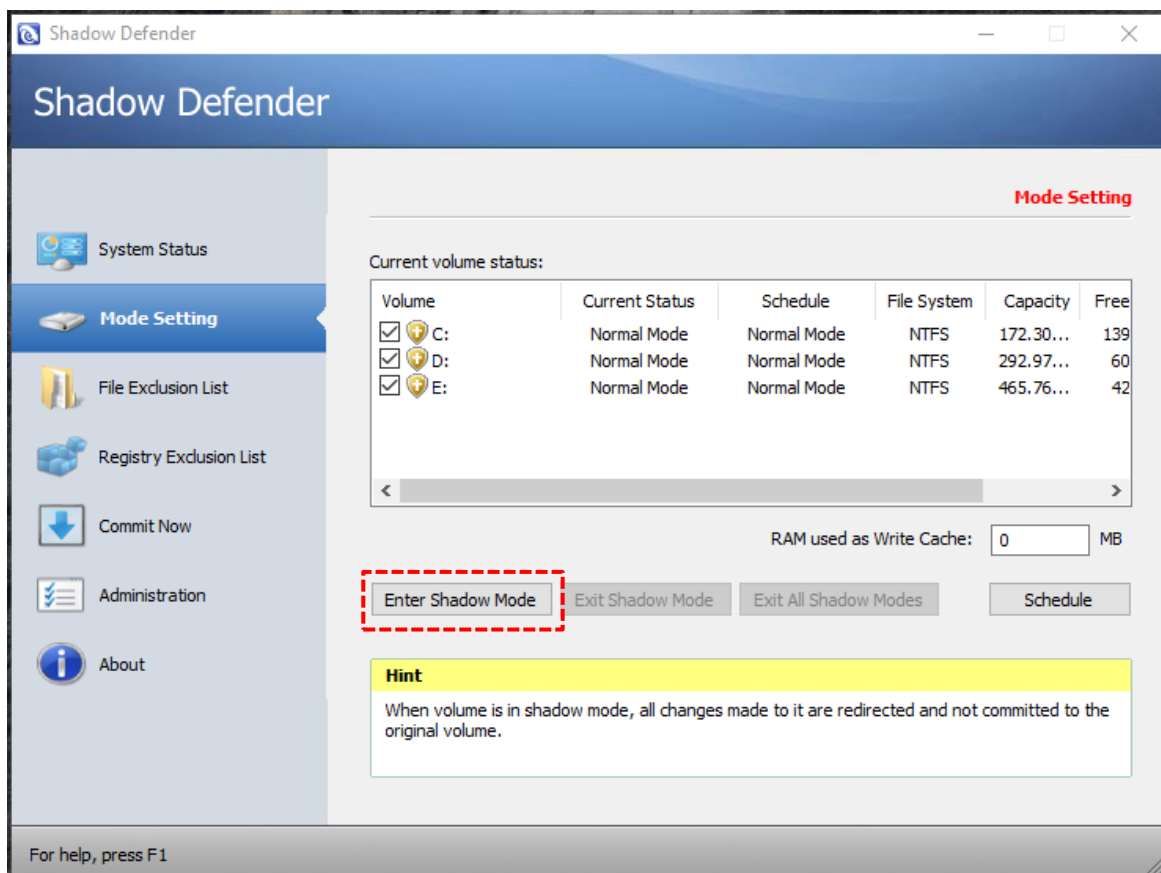 Shadow Defender
Shadow Defender
System Status
Mode Setting
File Exclusion List
Registry Exclusion List
Commit Now
Administration
About
Mode Setting
Current volume status:
Volume Current Status Schedule File System Capacity Free
C: Normal Mode Normal Mode NTFS 172.30... 139
D: Normal Mode Normal Mode NTFS 292.97... 60
E: Normal Mode Normal Mode NTFS 465.76... 42
RAM used as Write Cache: 0 MB
Enter Shadow Mode Exit Shadow Mode Exit All Shadow Modes Schedule
Hint
When volume is in shadow mode, all changes made to it are redirected and not committed to the
original volume.
For help, press F1